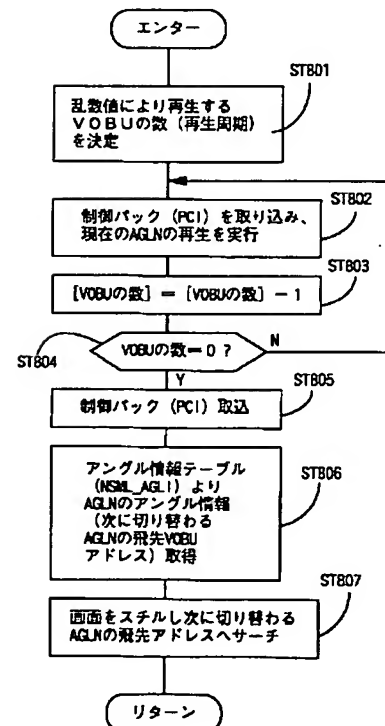 エンター
ST801
乱数値により再生する
VOBUの数（再生周期）
を決定
ST802
制御パック（PCI）を取り込み、
現在のAGLNの再生を実行
ST803
[VOBUの数] = [VOBUの数] - 1
VOBUの数=0？
N
ST804
Y
ST805
制御パック（PCI）取込
アングル情報テーブル
（NSML_AGLI）より
AGLNのアングル情報
（次に切り替わる
AGLNの飛先VOBU
アドレス）取得
ST806
ST807
画面をスチルし次に切り替わる
AGLNの飛先アドレスへサーチ
リターン